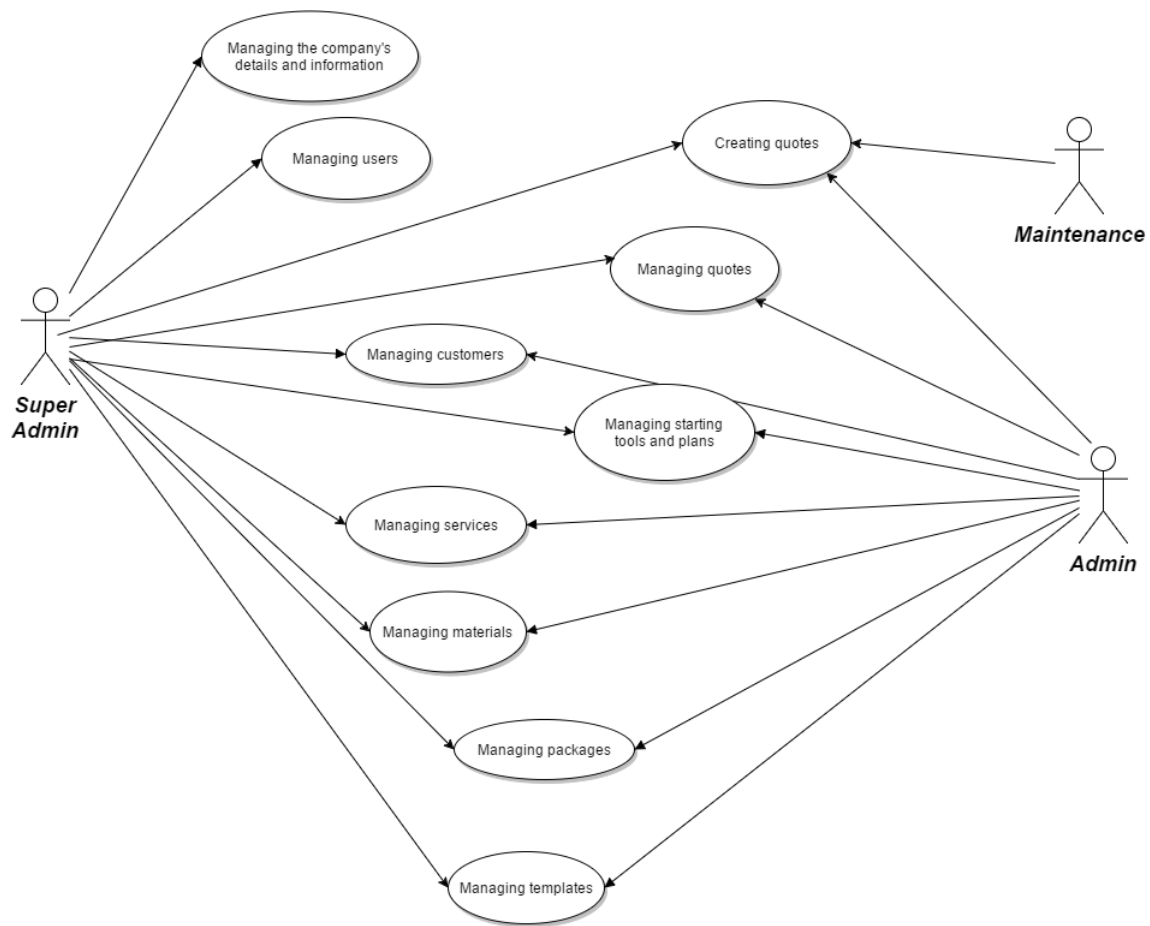 Managing the company's
details and information
Managing users
Creating quotes
Maintenance
Managing quotes
Super
Admin
Managing customers
Managing starting
tools and plans
Admin
Managing services
Managing materials
Managing packages
Managing templates